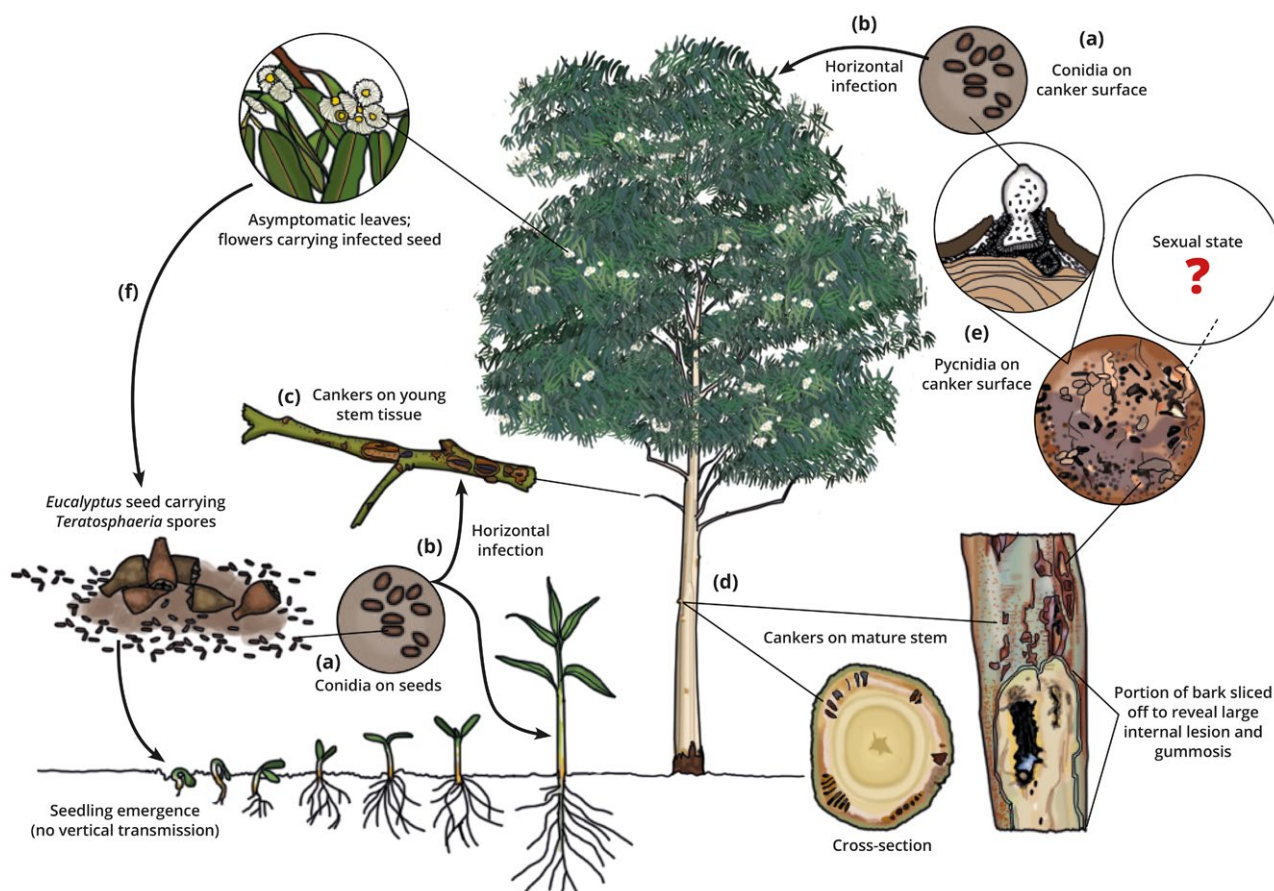 (b)
Horizontal
infection
(a)
Conidia on
canker surface
Asymptomatic leaves;
flowers carrying infected seed
Sexual state
?
(f)
(e)
Pycnidia on
canker surface
(c)
Cankers on young
stem tissue
Eucalyptus seed carrying
Teratosphaeria spores
(b)
Horizontal
infection
(d)
Cankers on mature stem
(a)
Conidia on seeds
Portion of bark sliced
off to reveal large
internal lesion and
gummosis
Seedling emergence
(no vertical transmission)
Cross-section